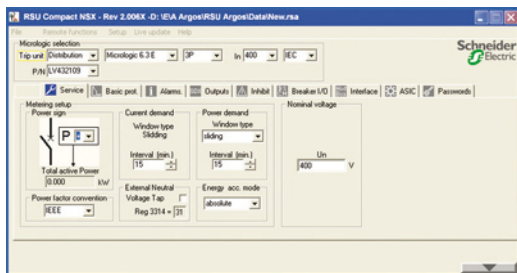 RSU Compact NSX - Rev 2.006X -D: \E\A Argos\RSU Argos\Data\New.rsa
File Remote functions Setup Live update Help
Micrologic selection
Trip unit Distribution Micrologic 6.3 E 3P In 400 IEC
P/N LV432109
Schneider Electric
Service Basic prot. Alarms. Outputs Inhibit Breaker I/O Interface ASIC Passwords
Metering setup
Power sign
P
Total active Power
0.000 kW
Power factor convention
IEEE
Current demand
Window type
Slidding
Interval (min.)
15
External Neutral
Voltage Tap
Reg 3314 = 31
Power demand
Window type
sliding
Interval (min.)
15
Energy acc. mode
absolute
Nominal voltage
Un
400 V